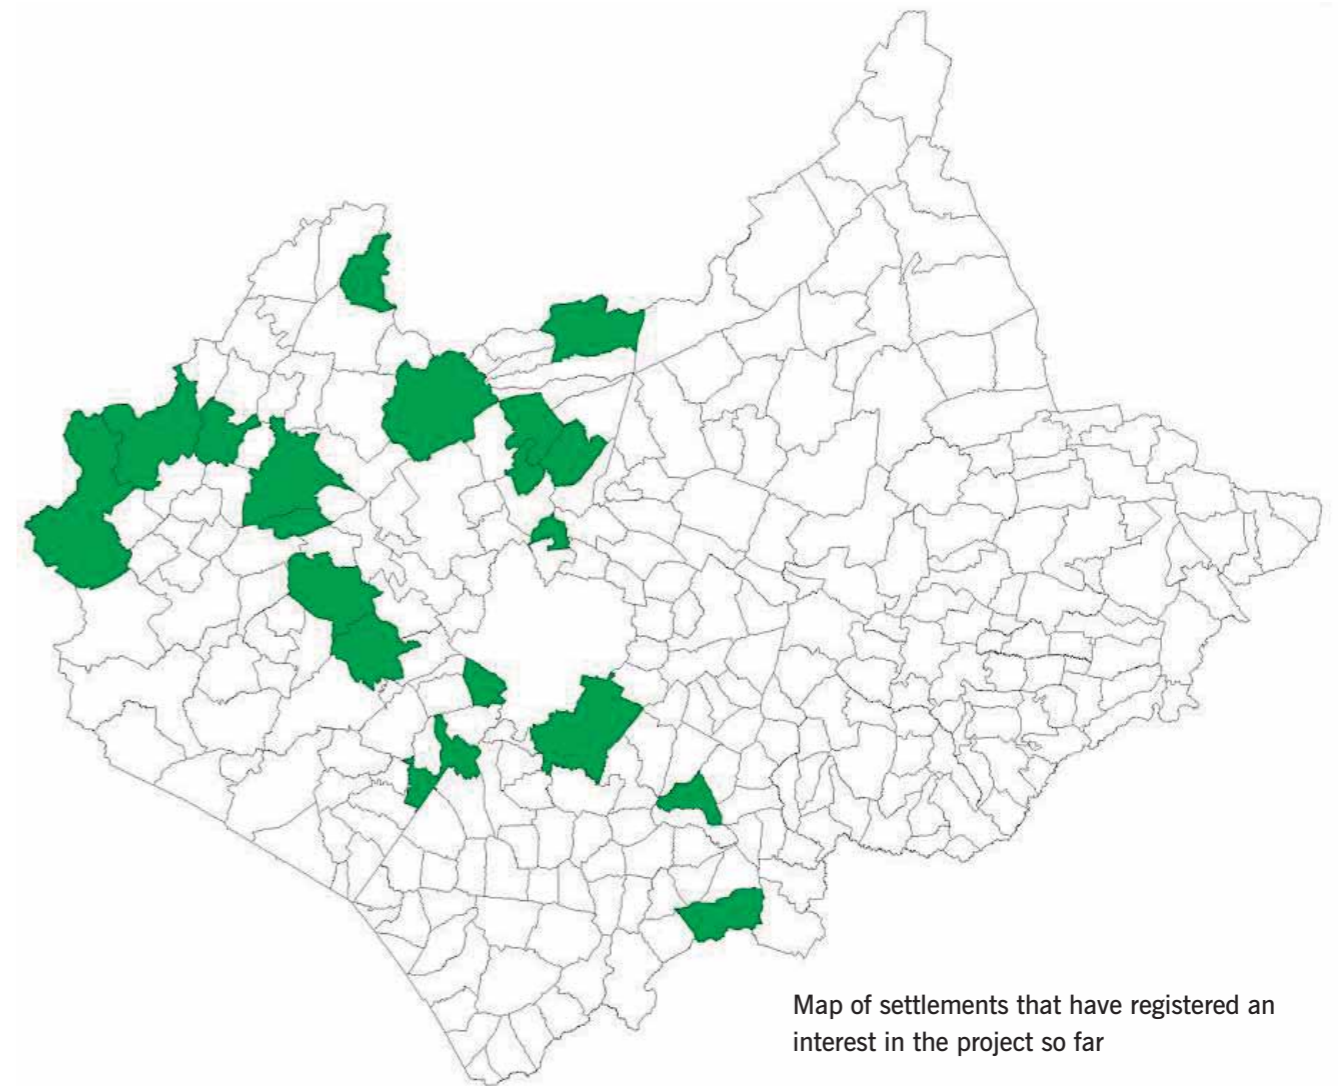 Map of settlements that have registered an
interest in the project so far